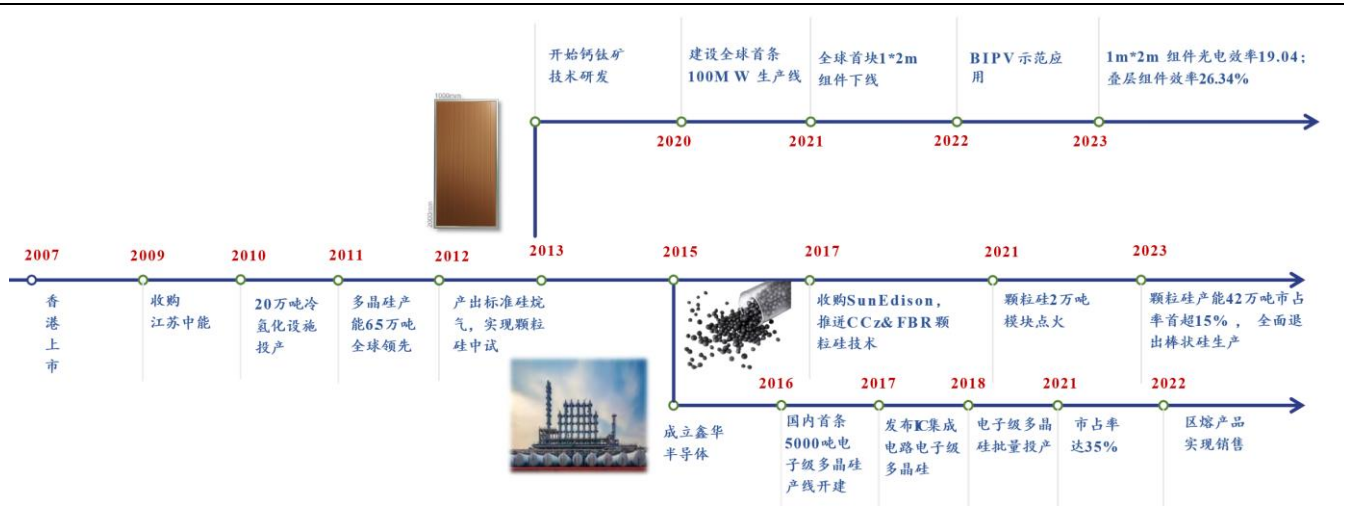 开始钙钛矿
技术研发
建设全球首条
100MW 生产线
全球首块1*2m
组件下线
BIPV示范应
用
1m*2m 组件光电效率19.04;
叠层组件效率26.34%
1000mm
2000mm
2020
2021
2022
2023
2007
2009
2010
2011
2012
2013
2015
2017
2021
2023
香
港
上
市
收购
江苏中能
20万吨冷
氢化设施
投产
多晶硅产
能65万吨
全球领先
产出标准硅烷
气,实现颗粒
硅中试
收购SunEdison,
推进CCz&FBR颗
粒硅技术
颗粒硅2万吨
模块点火
颗粒硅产能42万吨市占
率首超15% , 全面退
出棒状硅生产
2016
2017
2018
2021
2022
成立鑫华
半导体
国内首条
5000吨电
子级多晶硅
产线开建
发布IC集成
电路电子级
多晶硅
电子级多晶
硅批量投产
市占率
达35%
区熔产品
实现销售